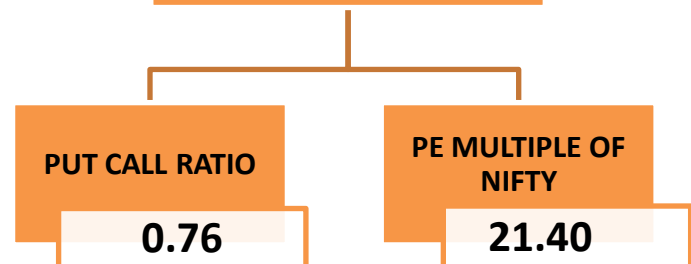 PUT CALL RATIO
0.76
PE MULTIPLE OF
NIFTY
21.40